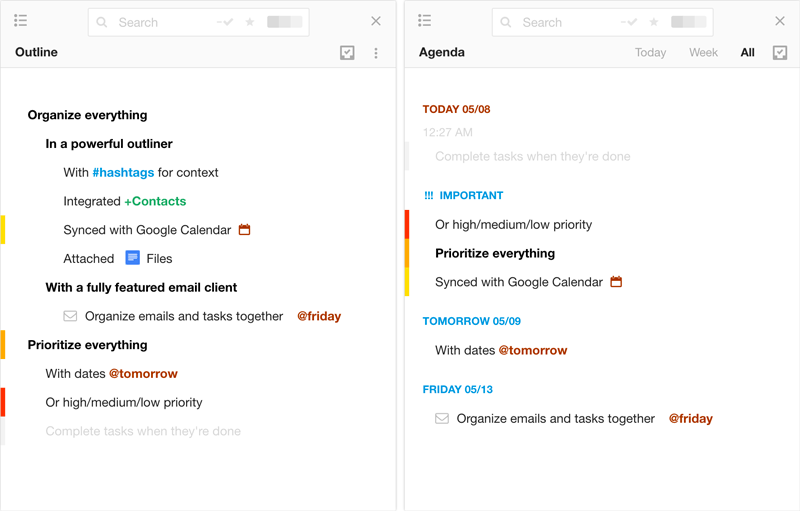 Search
Outline
Organize everything
In a powerful outliner
With #hashtags for context
Integrated +Contacts
Synced with Google Calendar
Attached Files
With a fully featured email client
Organize emails and tasks together @friday
Prioritize everything
With dates @tomorrow
Or high/medium/low priority
Complete tasks when they're done
Search
Agenda Today Week All
TODAY 05/08
12:27 AM
Complete tasks when they're done
!!! IMPORTANT
Or high/medium/low priority
Prioritize everything
Synced with Google Calendar
TOMORROW 05/09
With dates @tomorrow
FRIDAY 05/13
Organize emails and tasks together @friday